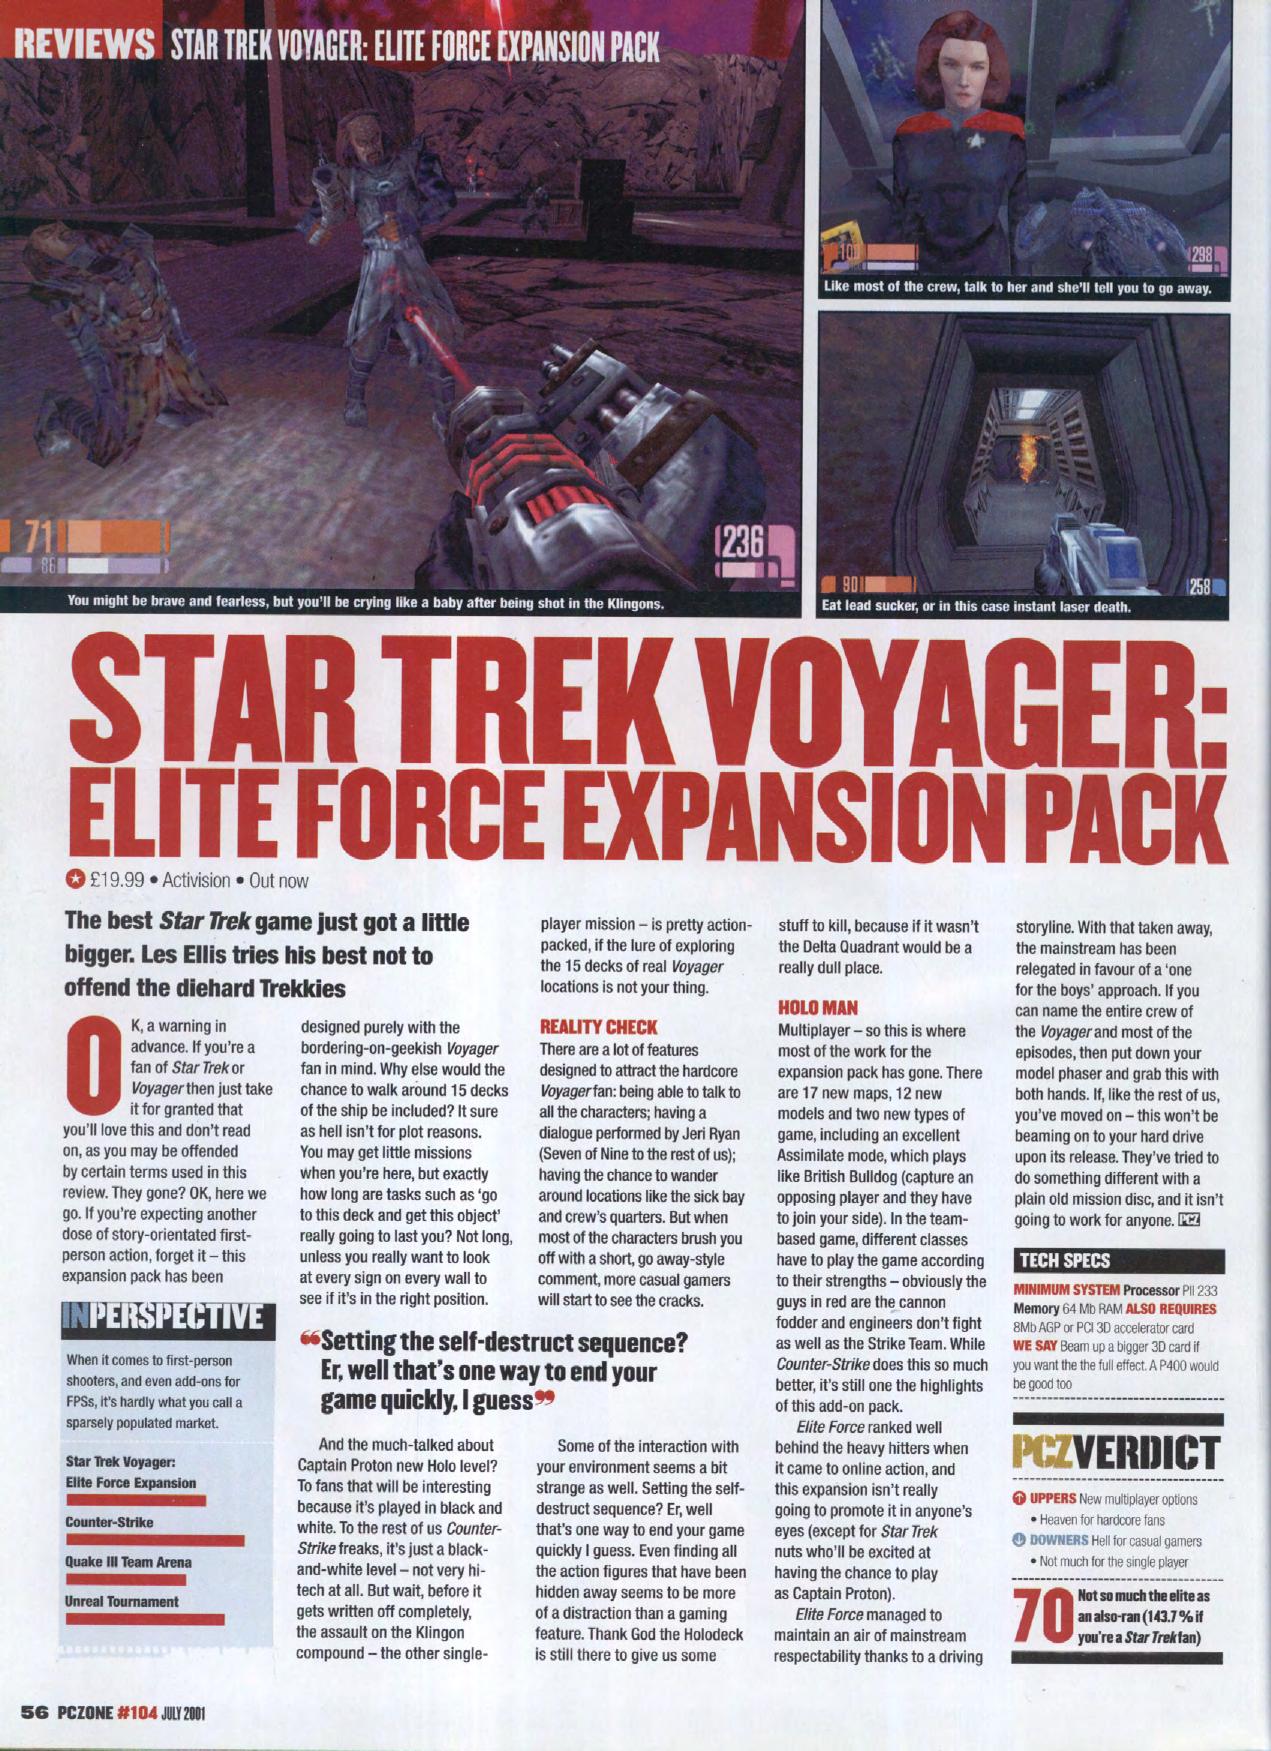 REVIEWS STAR TREK VOYAGER: ELITE FORCE EXPANSION PACK
71
86
236
You might be brave and fearless, but you'll be crying like a baby after being shot in the Klingons.
100
298
Like most of the crew, talk to her and she'll tell you to go away.
90
258
Eat lead sucker, or in this case instant laser death.
STAR TREK VOYAGER:
ELITE FORCE EXPANSION PACK
£19.99 • Activision • Out now
The best Star Trek game just got a little
bigger. Les Ellis tries his best not to
offend the diehard Trekkies
OK, a warning in
advance. If you're a
fan of Star Trek or
Voyager then just take
it for granted that
you'll love this and don't read
on, as you may be offended
by certain terms used in this
review. They gone? OK, here we
go. If you're expecting another
dose of story-orientated first-
person action, forget it – this
expansion pack has been
designed purely with the
bordering-on-geekish Voyager
fan in mind. Why else would the
chance to walk around 15 decks
of the ship be included? It sure
as hell isn't for plot reasons.
You may get little missions
when you're here, but exactly
how long are tasks such as 'go
to this deck and get this object'
really going to last you? Not long,
unless you really want to look
at every sign on every wall to
see if it's in the right position.
And the much-talked about
Captain Proton new Holo level?
To fans that will be interesting
because it's played in black and
white. To the rest of us Counter-
Strike freaks, it's just a black-
and-white level – not very hi-
tech at all. But wait, before it
gets written off completely,
the assault on the Klingon
compound – the other single-
player mission – is pretty action-
packed, if the lure of exploring
the 15 decks of real Voyager
locations is not your thing.
REALITY CHECK
There are a lot of features
designed to attract the hardcore
Voyager fan: being able to talk to
all the characters; having a
dialogue performed by Jeri Ryan
(Seven of Nine to the rest of us);
having the chance to wander
around locations like the sick bay
and crew's quarters. But when
most of the characters brush you
off with a short, go away-style
comment, more casual gamers
will start to see the cracks.
“Setting the self-destruct sequence?
Er, well that's one way to end your
game quickly, I guess”
Some of the interaction with
your environment seems a bit
strange as well. Setting the self-
destruct sequence? Er, well
that's one way to end your game
quickly I guess. Even finding all
the action figures that have been
hidden away seems to be more
of a distraction than a gaming
feature. Thank God the Holodeck
is still there to give us some
stuff to kill, because if it wasn't
the Delta Quadrant would be a
really dull place.
HOLO MAN
Multiplayer – so this is where
most of the work for the
expansion pack has gone. There
are 17 new maps, 12 new
models and two new types of
game, including an excellent
Assimilate mode, which plays
like British Bulldog (capture an
opposing player and they have
to join your side). In the team-
based game, different classes
have to play the game according
to their strengths – obviously the
guys in red are the cannon
fodder and engineers don't fight
as well as the Strike Team. While
Counter-Strike does this so much
better, it's still one the highlights
of this add-on pack.
Elite Force ranked well
behind the heavy hitters when
it came to online action, and
this expansion isn't really
going to promote it in anyone's
eyes (except for Star Trek
nuts who'll be excited at
having the chance to play
as Captain Proton).
Elite Force managed to
maintain an air of mainstream
respectability thanks to a driving
storyline. With that taken away,
the mainstream has been
relegated in favour of a 'one
for the boys' approach. If you
can name the entire crew of
the Voyager and most of the
episodes, then put down your
model phaser and grab this with
both hands. If, like the rest of us,
you've moved on – this won't be
beaming on to your hard drive
upon its release. They've tried to
do something different with a
plain old mission disc, and it isn't
going to work for anyone. PCZ
INPERSPECTIVE
When it comes to first-person
shooters, and even add-ons for
FPSs, it's hardly what you call a
sparsely populated market.
Star Trek Voyager:
Elite Force Expansion
Counter-Strike
Quake III Team Arena
Unreal Tournament
TECH SPECS
MINIMUM SYSTEM Processor PII 233
Memory 64 Mb RAM ALSO REQUIRES
8Mb AGP or PCI 3D accelerator card
WE SAY Beam up a bigger 3D card if
you want the the full effect. A P400 would
be good too
PCZVERDICT
UPPERS New multiplayer options
• Heaven for hardcore fans
DOWNERS Hell for casual gamers
• Not much for the single player
70 Not so much the elite as
an also-ran (143.7 % if
you're a Star Trek fan)
56 PCZONE #104 JULY 2001